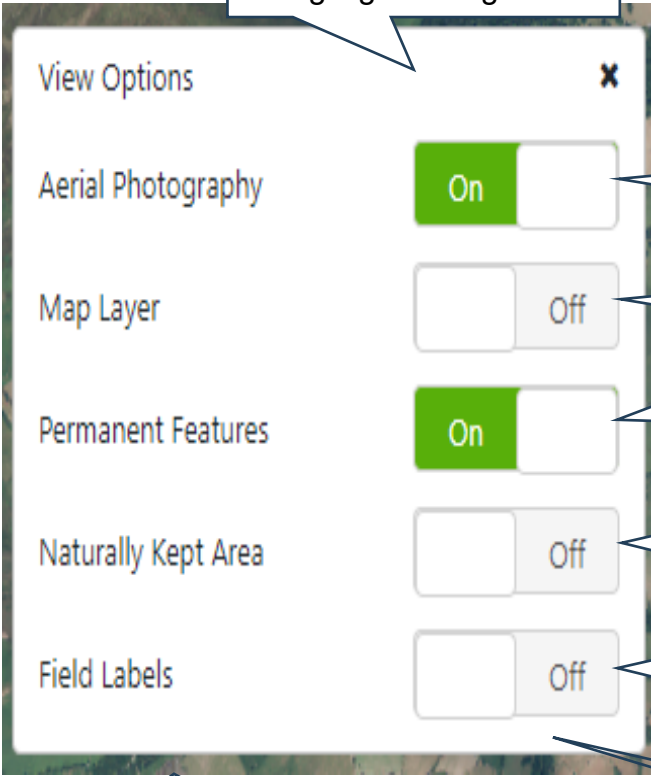 View Options ×
Aerial Photography On
Map Layer Off
Permanent Features On
Naturally Kept Area Off
Field Labels Off